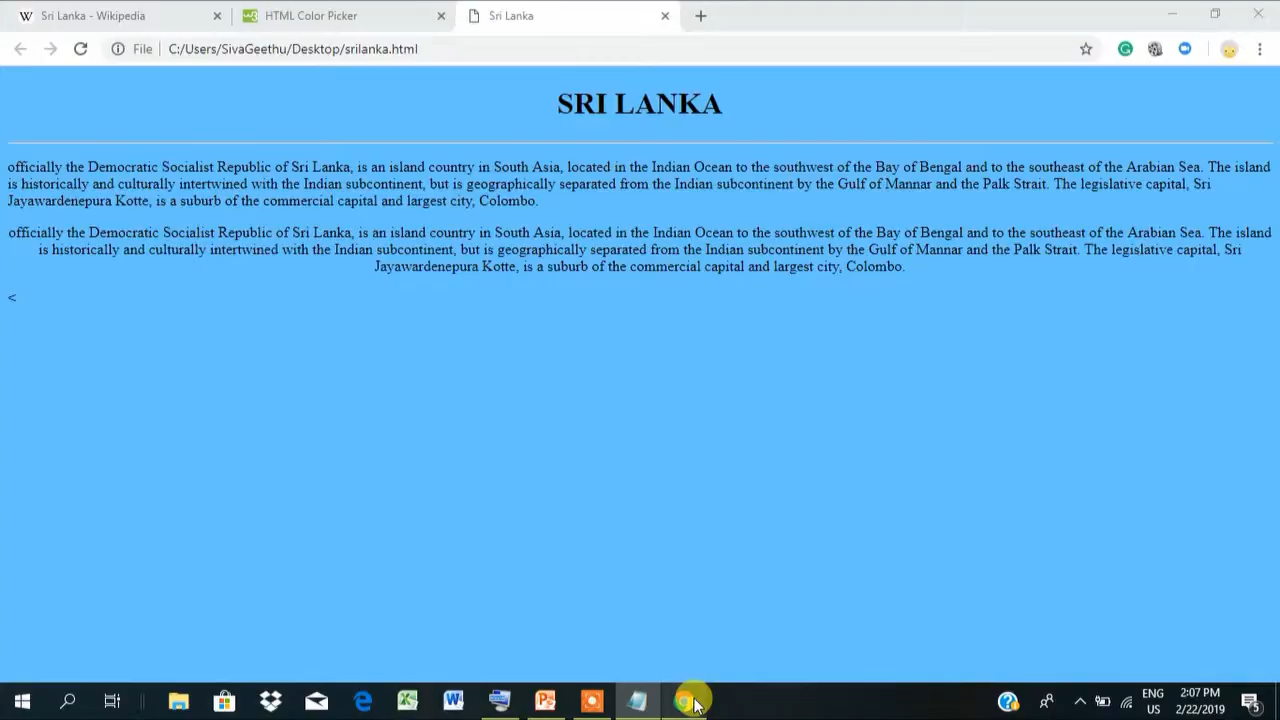 Sri Lanka - Wikipedia
HTML Color Picker
Sri Lanka
File
C:/Users/SivaGeethu/Desktop/srilanka.html
SRI LANKA
officially the Democratic Socialist Republic of Sri Lanka, is an island country in South Asia, located in the Indian Ocean to the southwest of the Bay of Bengal and to the southeast of the Arabian Sea. The island
is historically and culturally intertwined with the Indian subcontinent, but is geographically separated from the Indian subcontinent by the Gulf of Mannar and the Palk Strait. The legislative capital, Sri
Jayawardenepura Kotte, is a suburb of the commercial capital and largest city, Colombo.
officially the Democratic Socialist Republic of Sri Lanka, is an island country in South Asia, located in the Indian Ocean to the southwest of the Bay of Bengal and to the southeast of the Arabian Sea. The island
is historically and culturally intertwined with the Indian subcontinent, but is geographically separated from the Indian subcontinent by the Gulf of Mannar and the Palk Strait. The legislative capital, Sri
Jayawardenepura Kotte, is a suburb of the commercial capital and largest city, Colombo.
<
ENG
US
2:07 PM
2/22/2019
5